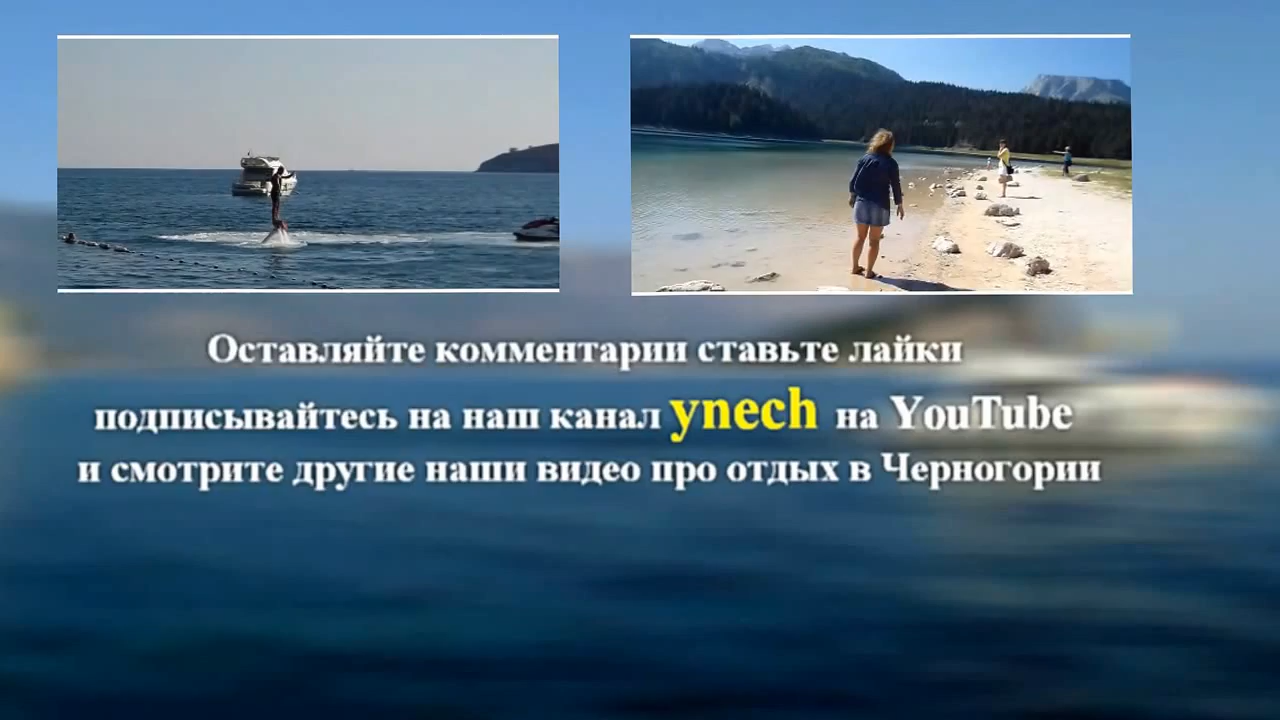 Оставляйте комментарии ставьте лайки
подписывайтесь на наш канал ynech на YouTube
и смотрите другие наши видео про отдых в Черногории